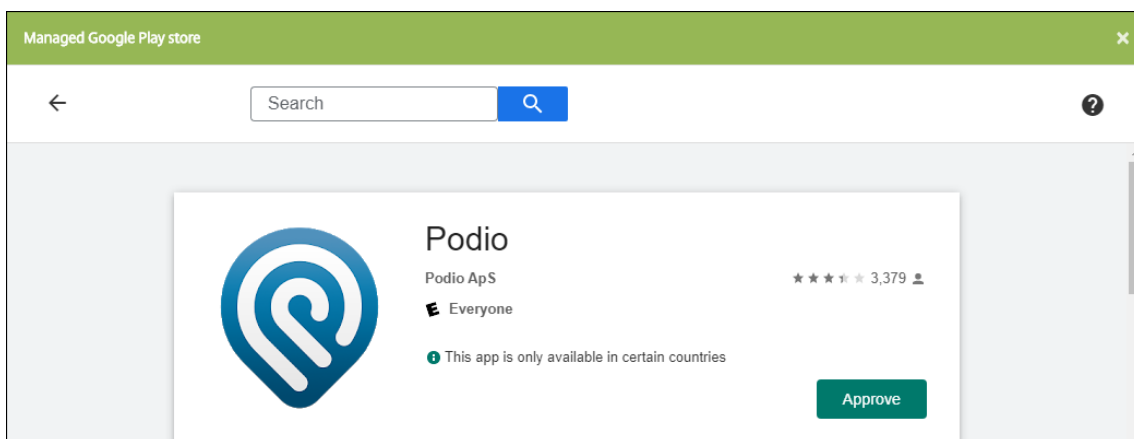 Managed Google Play store
Search
Podio
Podio ApS
3,379
Everyone
This app is only available in certain countries
Approve